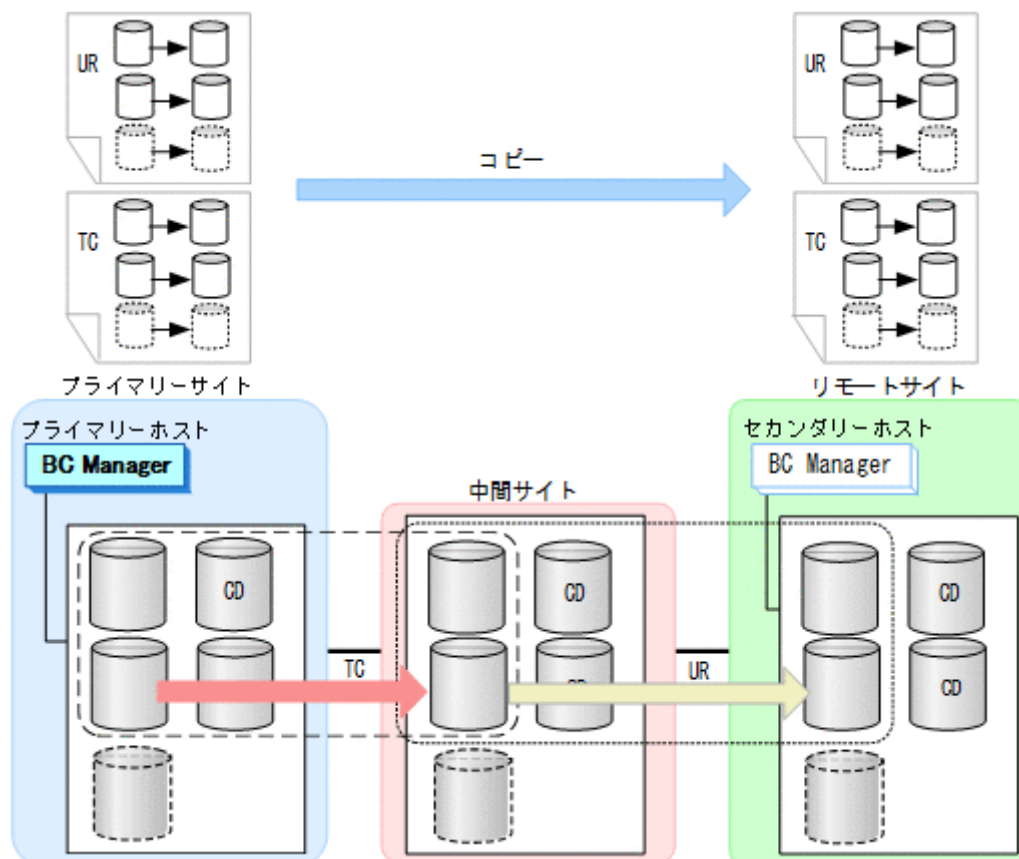 UR
UR
コピー
TC
TC
プライマリーサイト
リモートサイト
プライマリーホスト
セカンダリーホスト
BC Manager
BC Manager
中間サイト
CD
CD
CD
TC
UR
CD
CD